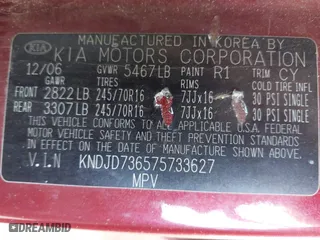 MANUFACTURED IN KOREA BY
KIA KIA MOTORS CORPORATION
12/06 GVWR 5467LB PAINT R1 TRIM CY
GAWR TIRES RIMS COLD TIRE INFLATION
FRONT 2822LB 245/70R16 7JJx16 30 PSI SINGLE
REAR 3307LB 245/70R16 7JJx16 30 PSI SINGLE
THIS VEHICLE CONFORMS TO ALL APPLICABLE
U.S.A. FEDERAL MOTOR VEHICLE SAFETY
AND THEFT PREVENTION STANDARDS IN EFFECT ON
THE DATE OF MANUFACTURE SHOWN ABOVE.
V.I.N KNDJD736575733627
MPV
DREAMBID.com